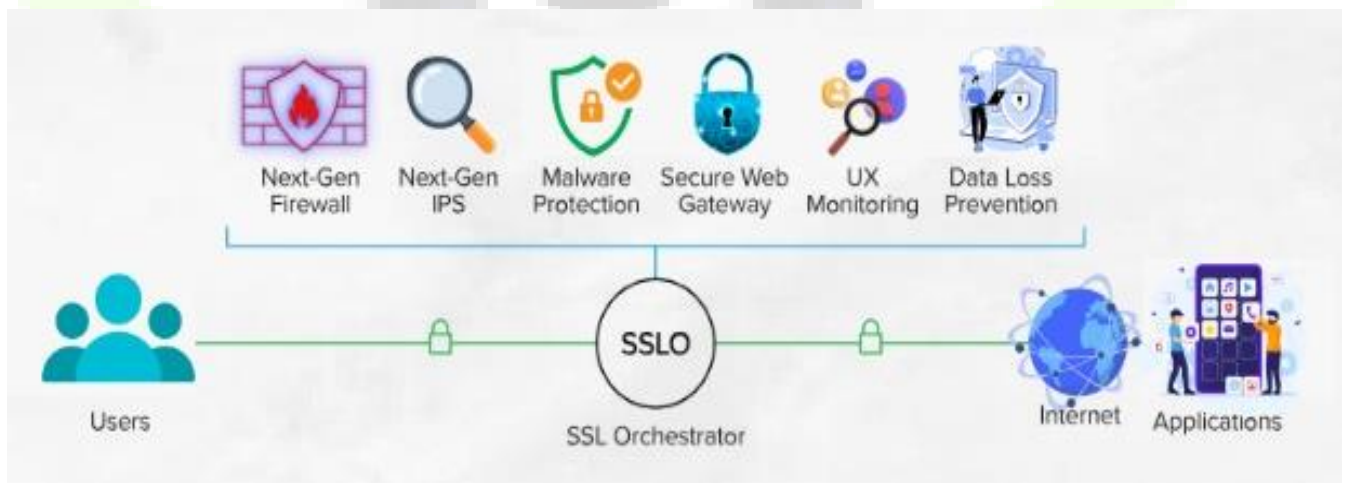 Next-Gen
Firewall
Next-Gen
IPS
Malware
Protection
Secure Web
Gateway
UX
Monitoring
Data Loss
Prevention
SSLO
Users
SSL Orchestrator
Internet
Applications